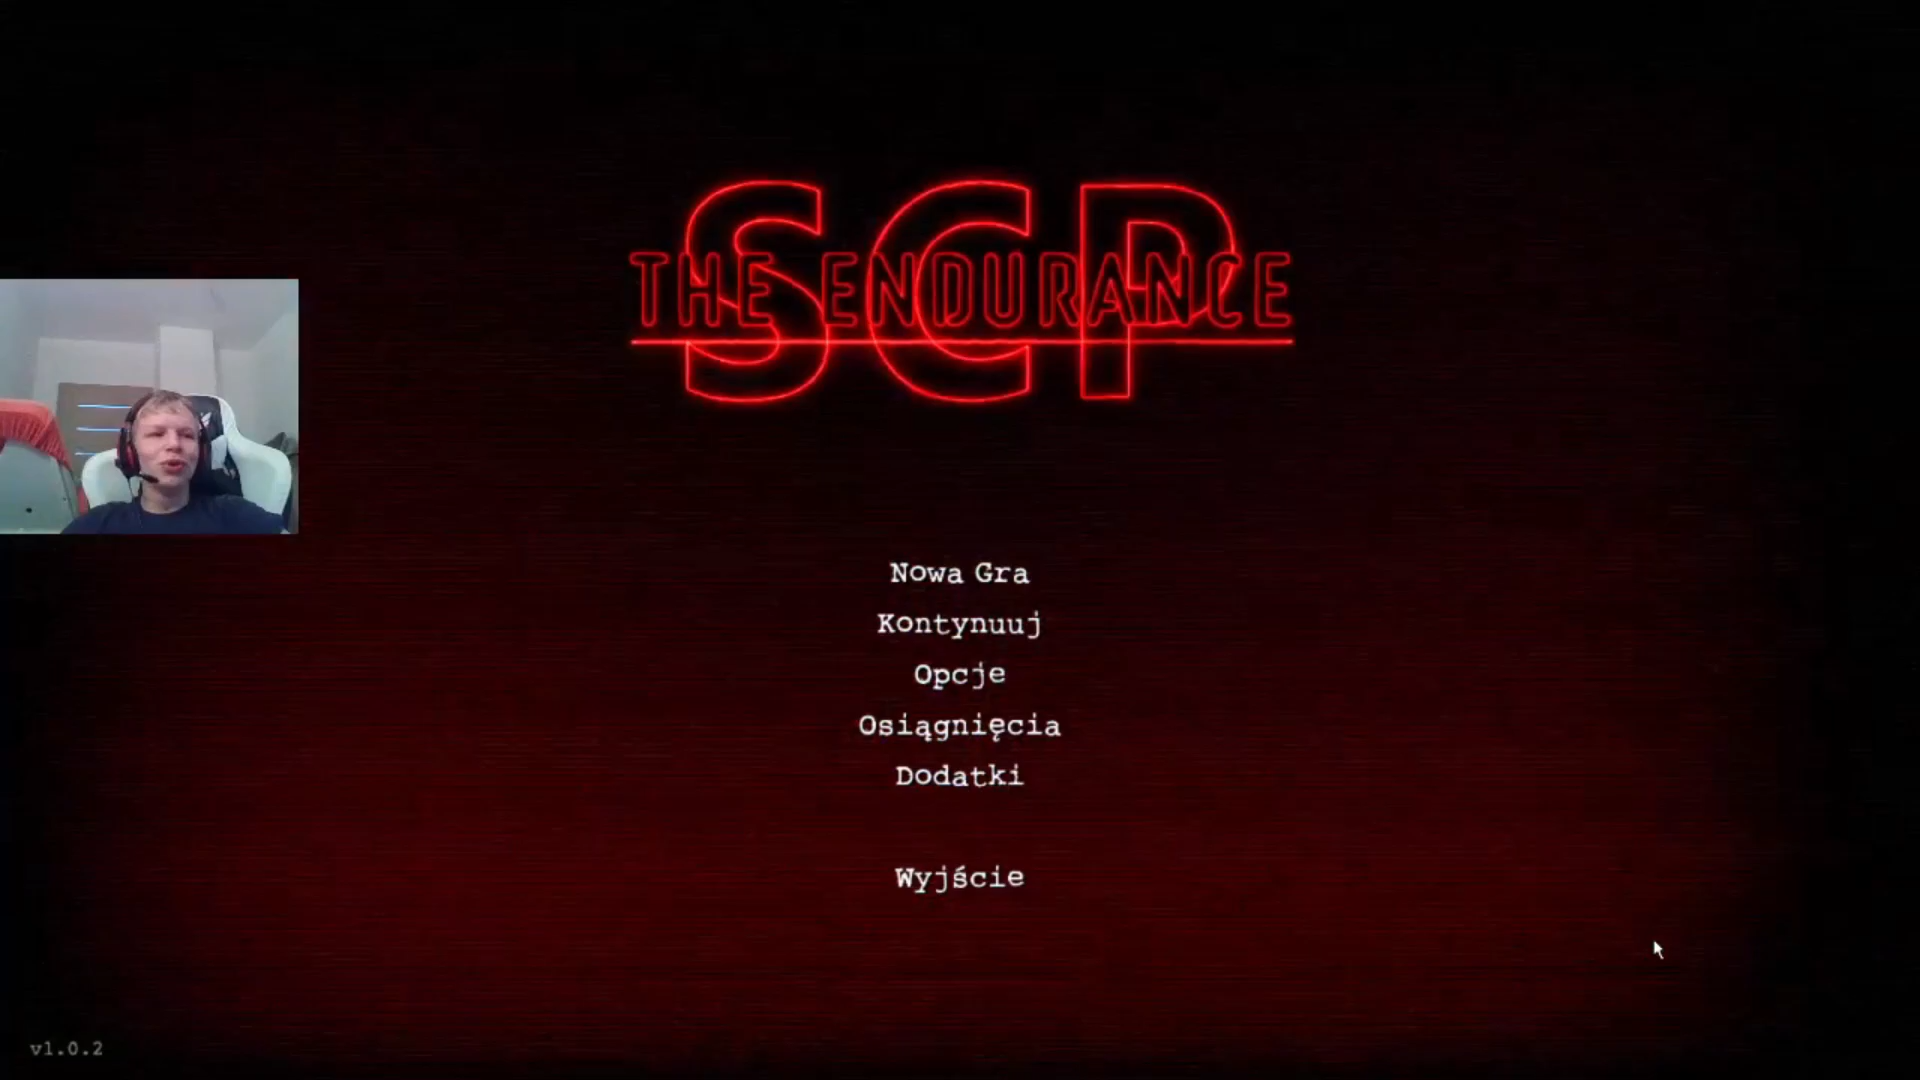 SCP
THE ENDURANCE
Nowa Gra
Kontynuuj
Opcje
Osiągnięcia
Dodatki
Wyjście
v1.0.2